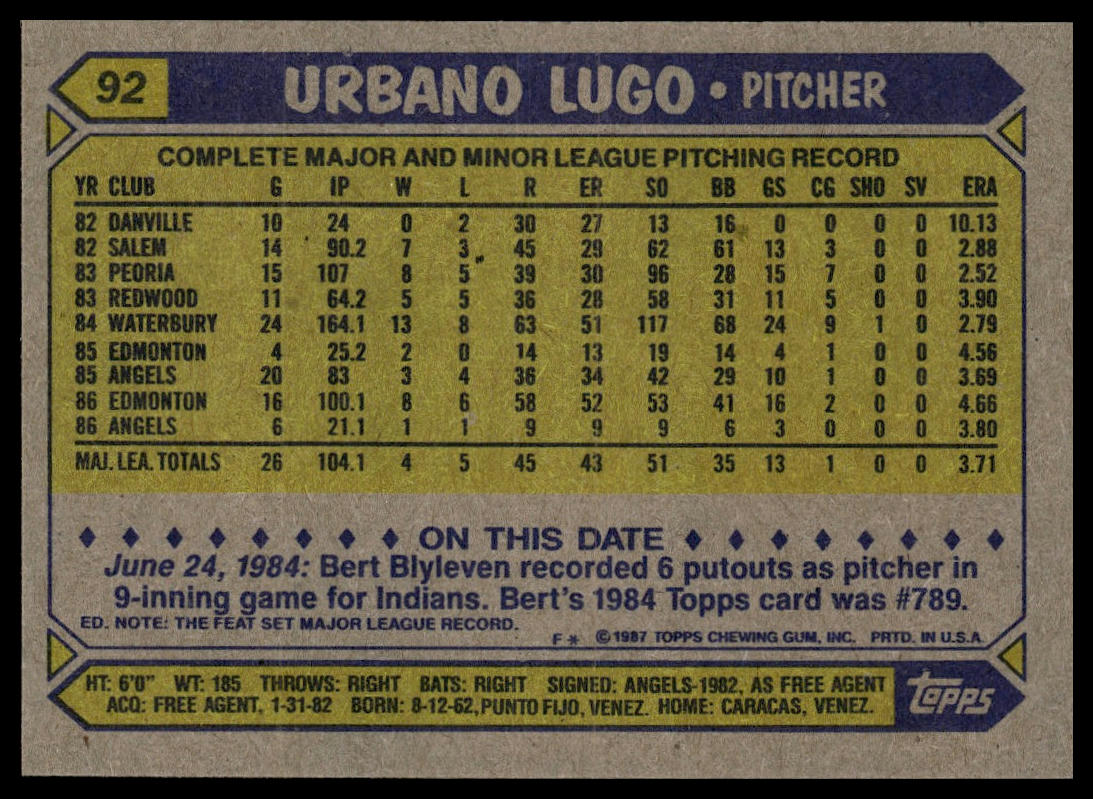 92 URBANO LUGO • PITCHER
COMPLETE MAJOR AND MINOR LEAGUE PITCHING RECORD
YR CLUB G IP W L R ER SO BB GS CG SHO SV ERA
82 DANVILLE 10 24 0 2 30 27 13 16 0 0 0 0 10.13
82 SALEM 14 90.2 7 3 45 29 62 61 13 3 0 0 2.88
83 PEORIA 15 107 8 5 39 30 96 28 15 7 0 0 2.52
83 REDWOOD 11 64.2 5 5 36 28 58 31 11 5 0 0 3.90
84 WATERBURY 24 164.1 13 8 63 51 117 68 24 9 1 0 2.79
85 EDMONTON 4 25.2 2 0 14 13 19 14 4 1 0 0 4.56
85 ANGELS 20 83 3 4 36 34 42 29 10 1 0 0 3.69
86 EDMONTON 16 100.1 8 6 58 52 53 41 16 2 0 0 4.66
86 ANGELS 6 21.1 1 1 9 9 9 6 3 0 0 0 3.80
MAJ. LEA. TOTALS 26 104.1 4 5 45 43 51 35 13 1 0 0 3.71
ON THIS DATE
June 24, 1984: Bert Blyleven recorded 6 putouts as pitcher in
9-inning game for Indians. Bert's 1984 Topps card was #789.
ED. NOTE: THE FEAT SET MAJOR LEAGUE RECORD.
F* ©1987 TOPPS CHEWING GUM, INC. PRTD. IN U.S.A.
HT: 6'0" WT: 185 THROWS: RIGHT BATS: RIGHT SIGNED: ANGELS-1982, AS FREE AGENT
ACQ: FREE AGENT, 1-31-82 BORN: 8-12-62, PUNTO FIJO, VENEZ. HOME: CARACAS, VENEZ.
topps